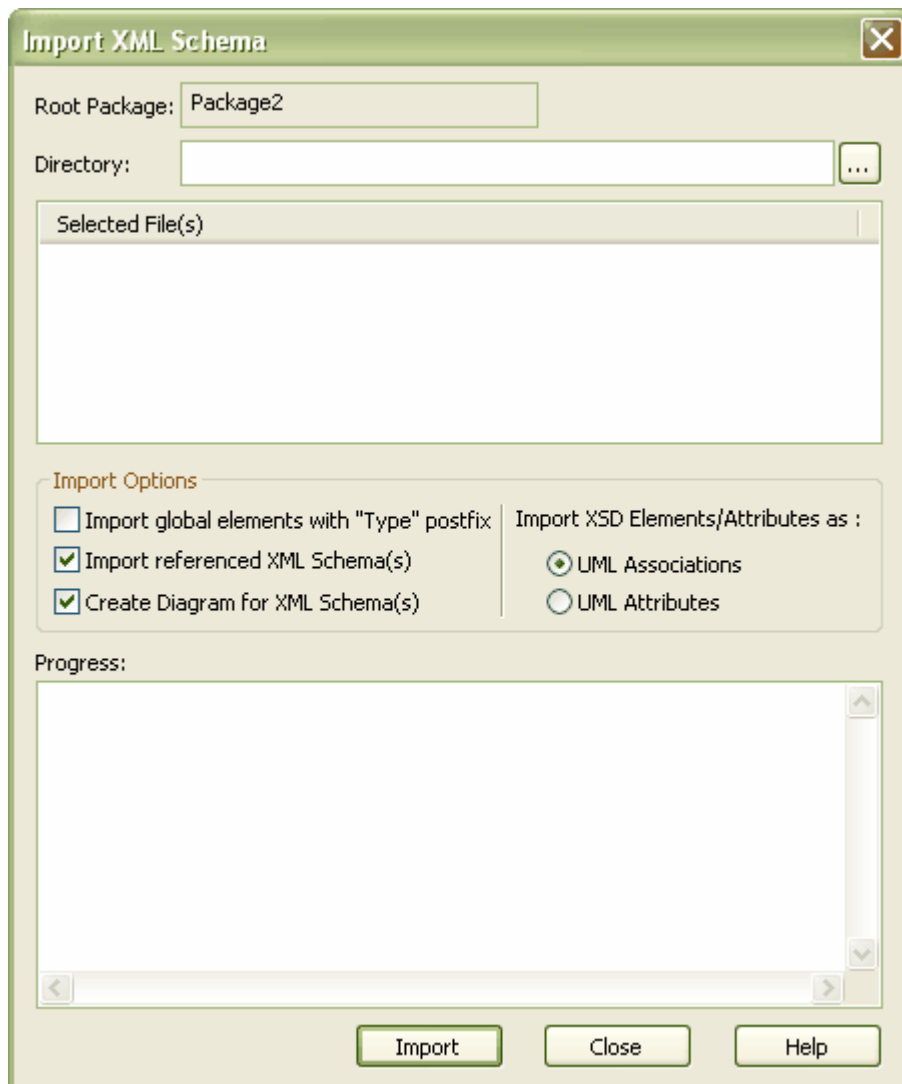 Import XML Schema
Root Package: Package2
Directory:
...
Selected File(s)
Import Options
Import global elements with "Type" postfix
Import XSD Elements/Attributes as :
Import referenced XML Schema(s)
UML Associations
Create Diagram for XML Schema(s)
UML Attributes
Progress:
Import Close Help